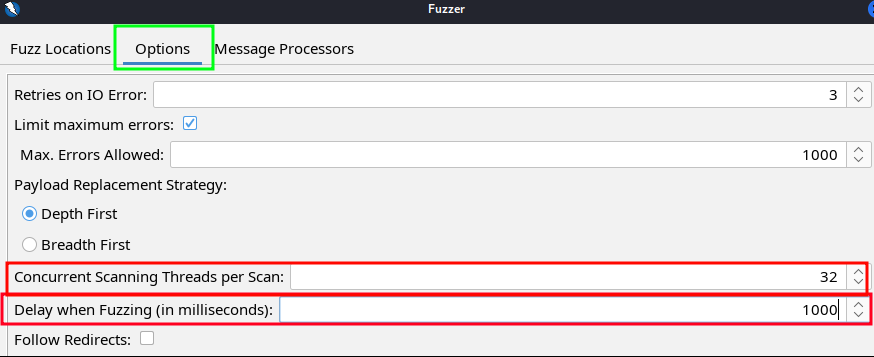 Fuzzer
Fuzz Locations Options Message Processors
Retries on IO Error: 3
Limit maximum errors:
Max. Errors Allowed: 1000
Payload Replacement Strategy:
Depth First
Breadth First
Concurrent Scanning Threads per Scan: 32
Delay when Fuzzing (in milliseconds): 1000
Follow Redirects: